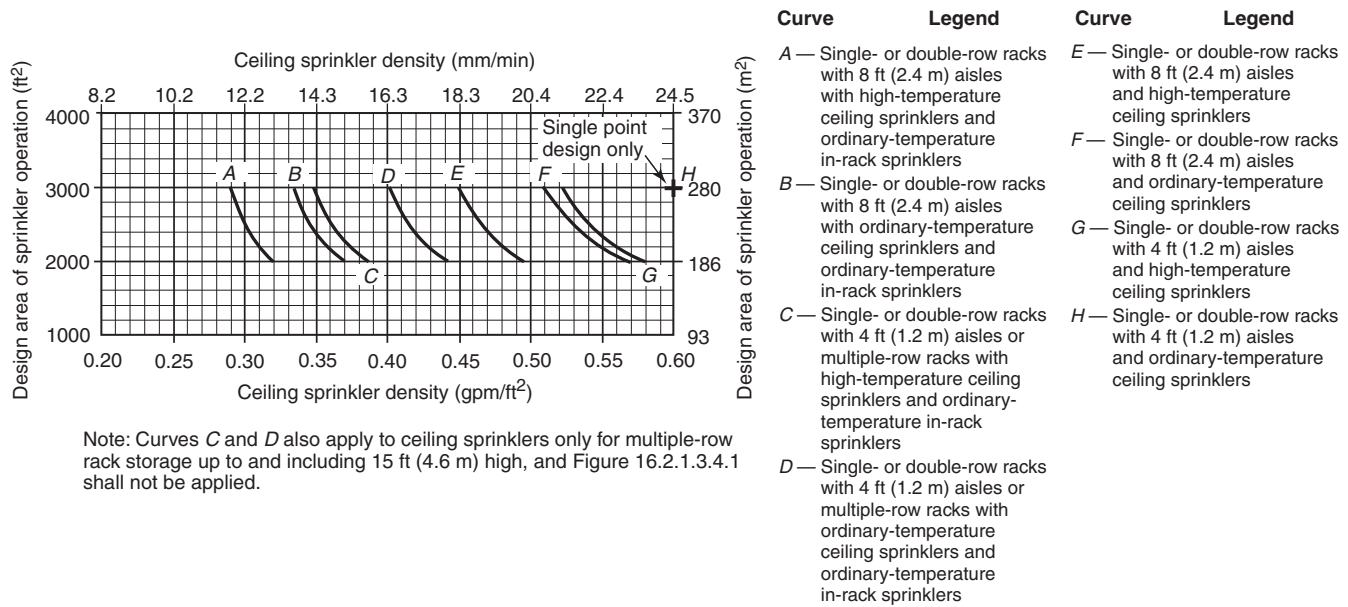 Ceiling sprinkler density (mm/min)
8.2 10.2 12.2 14.3 16.3 18.3 20.4 22.4 24.5
Design area of sprinkler operation (ft²)
4000
3000
2000
1000
370
280
186
93
Design area of sprinkler operation (m²)
Single point
design only
A B D E F H
C G
0.20 0.25 0.30 0.35 0.40 0.45 0.50 0.55 0.60
Ceiling sprinkler density (gpm/ft²)
Note: Curves C and D also apply to ceiling sprinklers only for multiple-row
rack storage up to and including 15 ft (4.6 m) high, and Figure 16.2.1.3.4.1
shall not be applied.
Curve Legend
A — Single- or double-row racks
with 8 ft (2.4 m) aisles
with high-temperature
ceiling sprinklers and
ordinary-temperature
in-rack sprinklers
B — Single- or double-row racks
with 8 ft (2.4 m) aisles
with ordinary-temperature
ceiling sprinklers and
ordinary-temperature
in-rack sprinklers
C — Single- or double-row racks
with 4 ft (1.2 m) aisles or
multiple-row racks with
high-temperature ceiling
sprinklers and ordinary-
temperature in-rack
sprinklers
D — Single- or double-row racks
with 4 ft (1.2 m) aisles or
multiple-row racks with
ordinary-temperature
ceiling sprinklers and
ordinary-temperature
in-rack sprinklers
Curve Legend
E — Single- or double-row racks
with 8 ft (2.4 m) aisles
and high-temperature
ceiling sprinklers
F — Single- or double-row racks
with 8 ft (2.4 m) aisles
and ordinary-temperature
ceiling sprinklers
G — Single- or double-row racks
with 4 ft (1.2 m) aisles
and high-temperature
ceiling sprinklers
H — Single- or double-row racks
with 4 ft (1.2 m) aisles
and ordinary-temperature
ceiling sprinklers